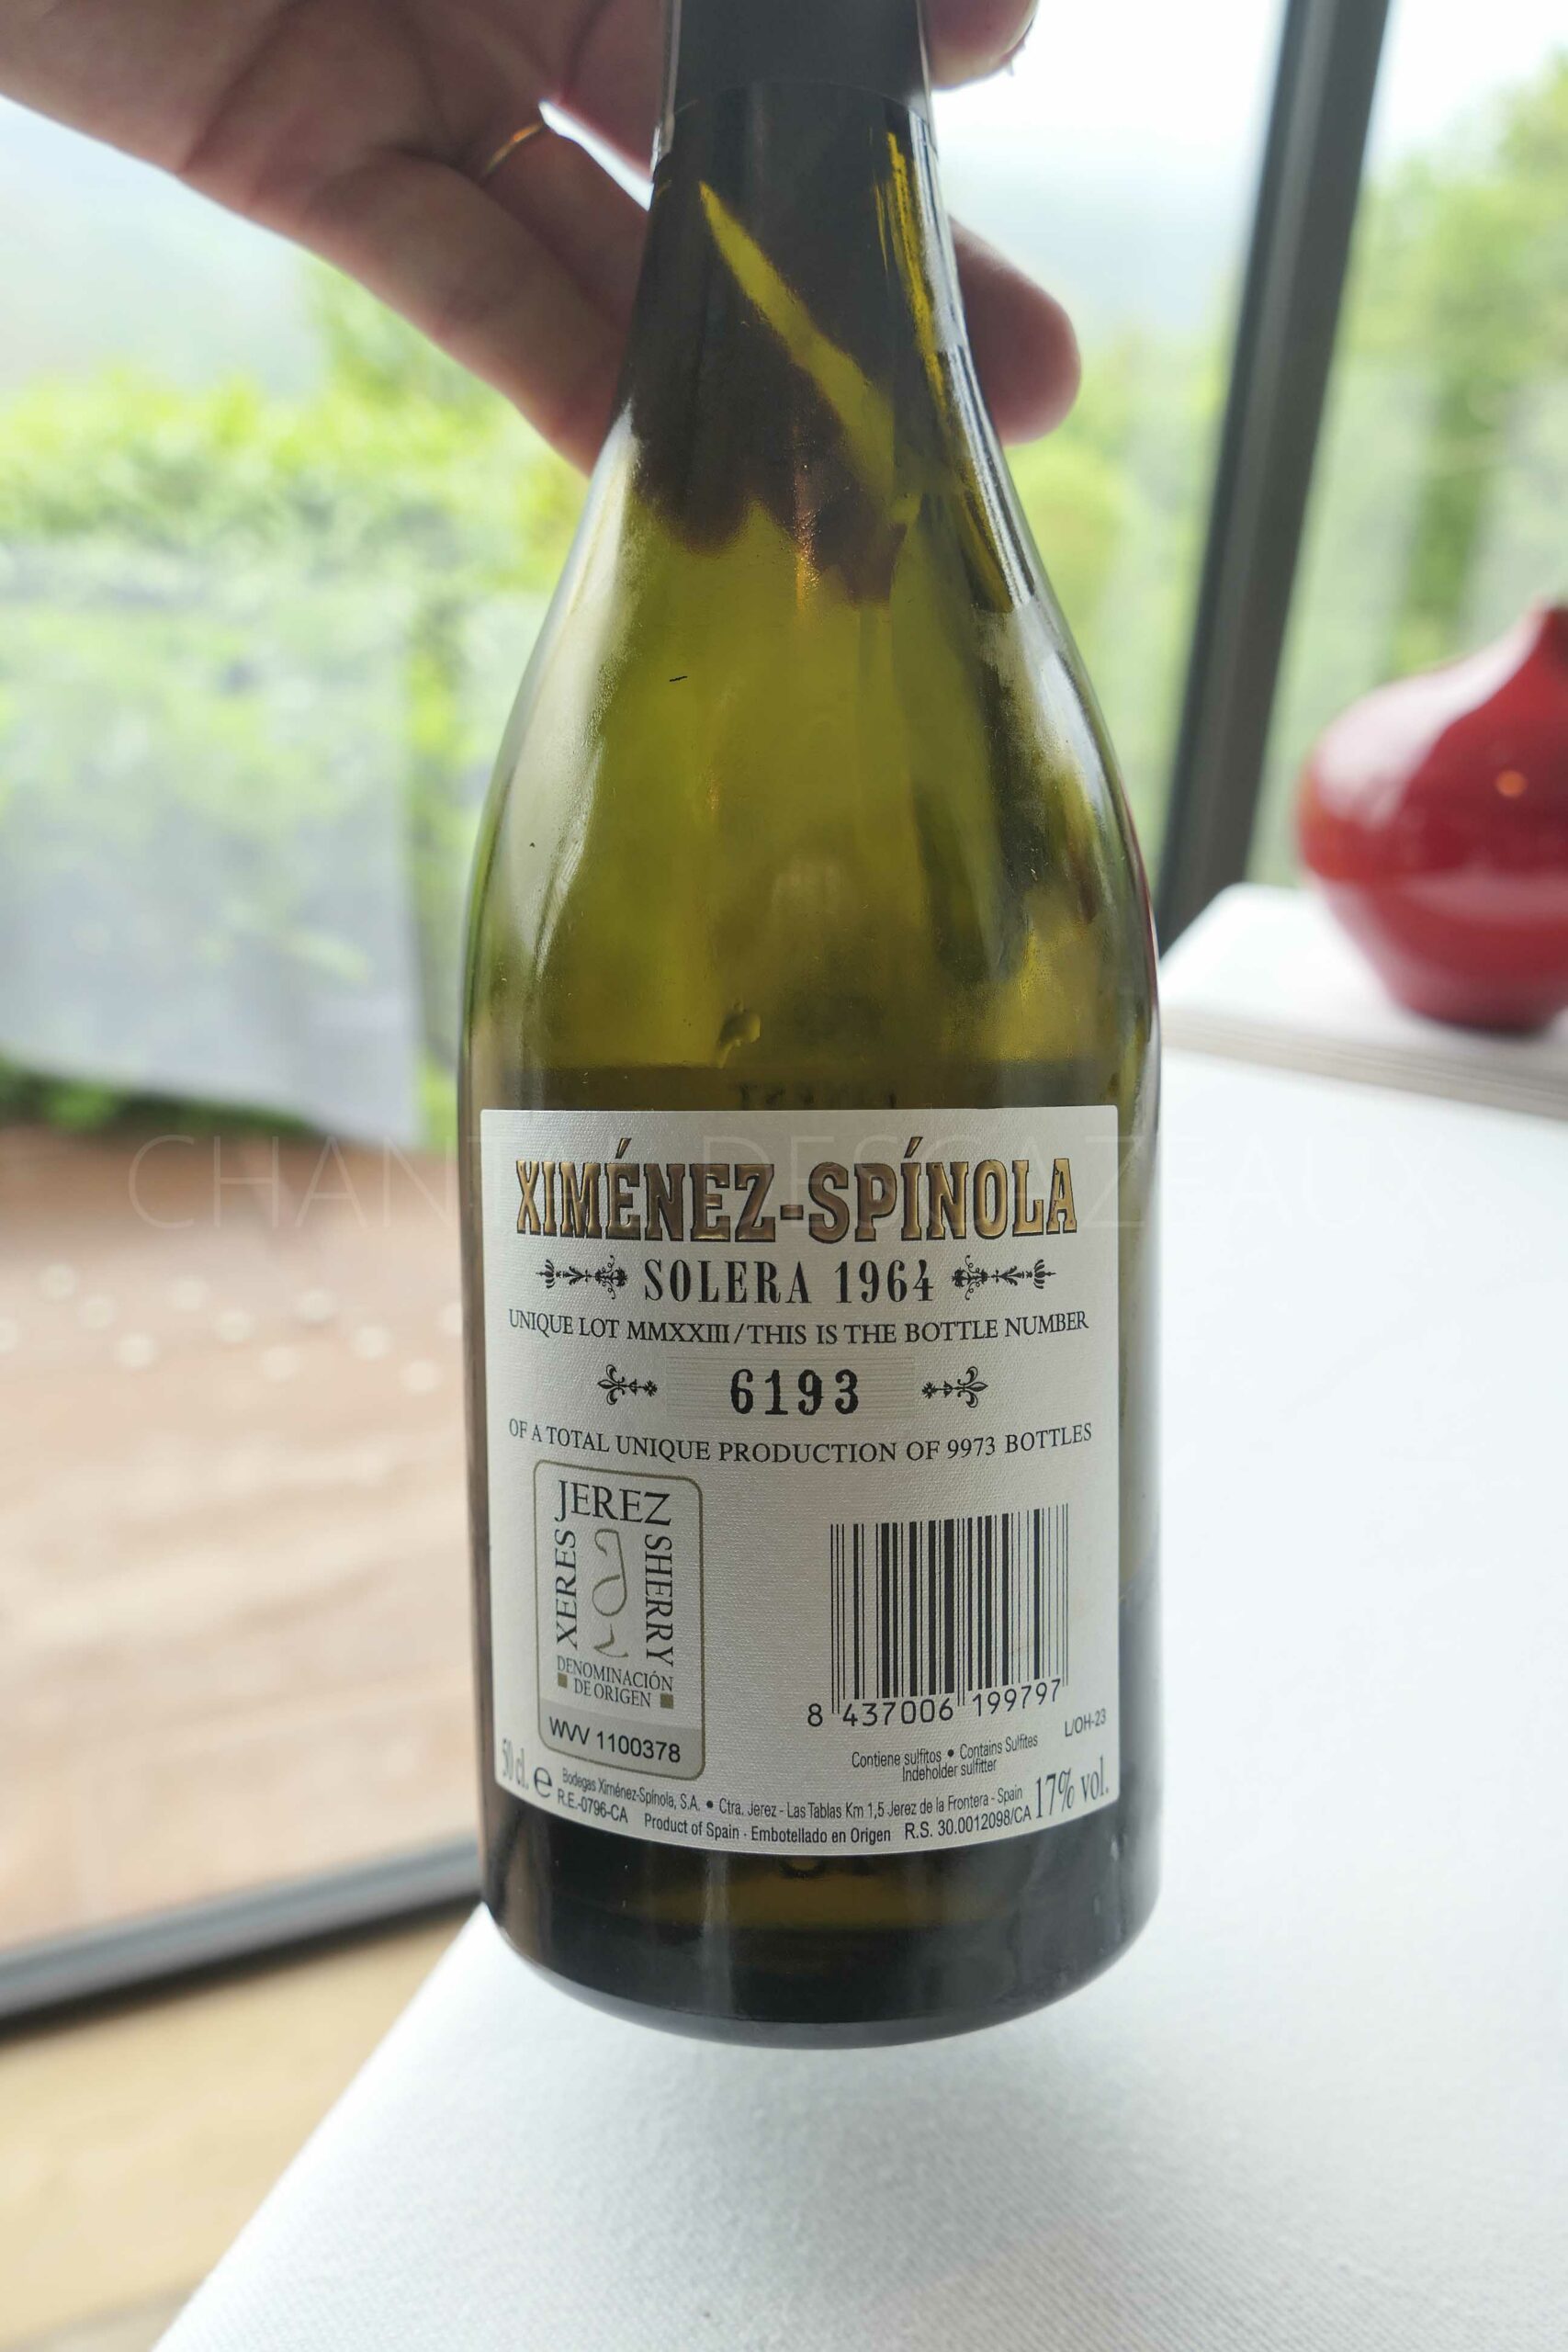 CHANTAL DESCAZEAUX
XIMÉNEZ-SPÍNOLA
SOLERA 1964
UNIQUE LOT MMXXIII/THIS IS THE BOTTLE NUMBER
6193
OF A TOTAL UNIQUE PRODUCTION OF 9973 BOTTLES
JEREZ
XERES
SHERRY
DENOMINACIÓN
DE ORIGEN
WVV 1100378
8 437006 199797
L/OH-23
Contiene sulfitos • Contains Sulfites
Indeholder sulfitter
50 cl. e
Bodegas Ximénez-Spínola, S.A. • Ctra. Jerez - Las Tablas Km 1,5 Jerez de la Frontera - Spain
17% vol.
R.E.-0796-CA Product of Spain - Embotellado en Origen R.S. 30.0012098/CA